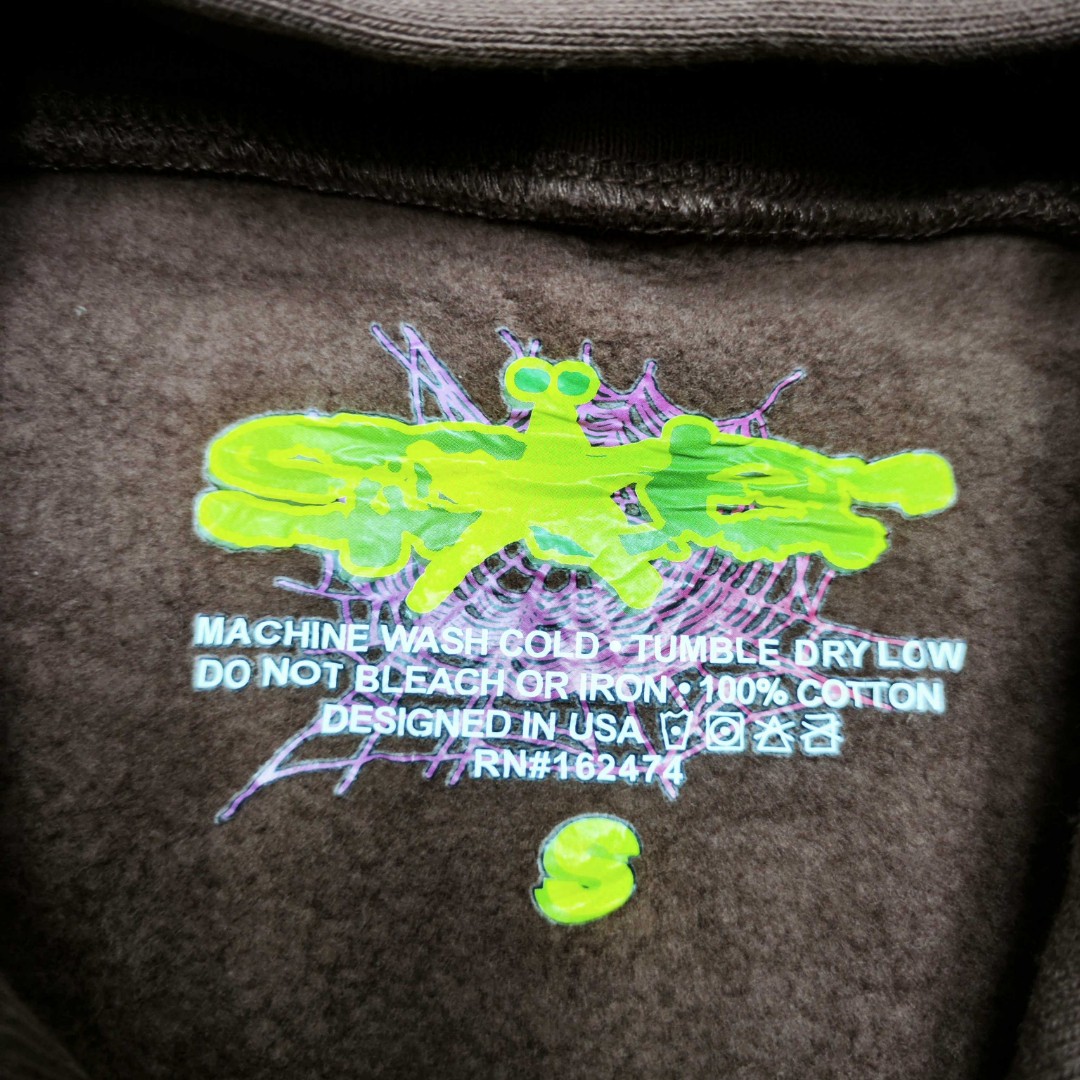 MACHINE WASH COLD • TUMBLE DRY LOW
DO NOT BLEACH OR IRON • 100% COTTON
DESIGNED IN USA
RN#162474
S